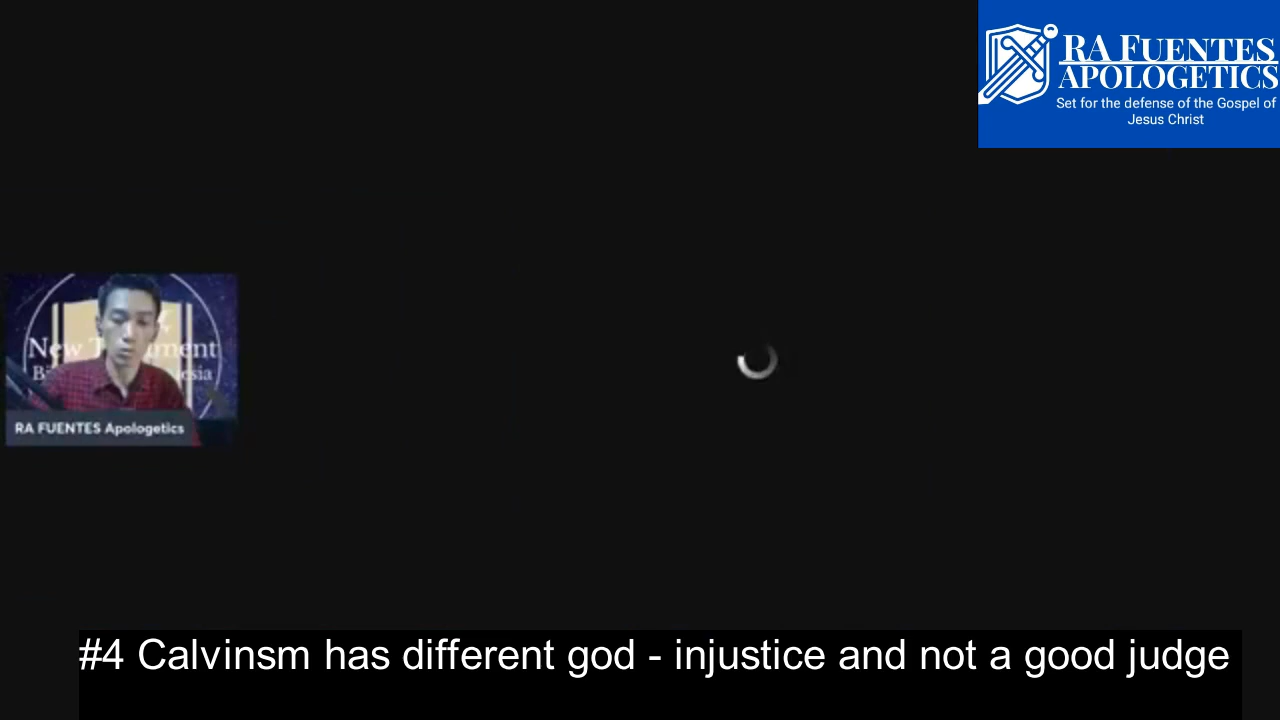 RA FUENTES
APOLOGETICS
Set for the defense of the Gospel of
Jesus Christ
New
RA FUENTES Apologetics
#4 Calvinsm has different god - injustice and not a good judge